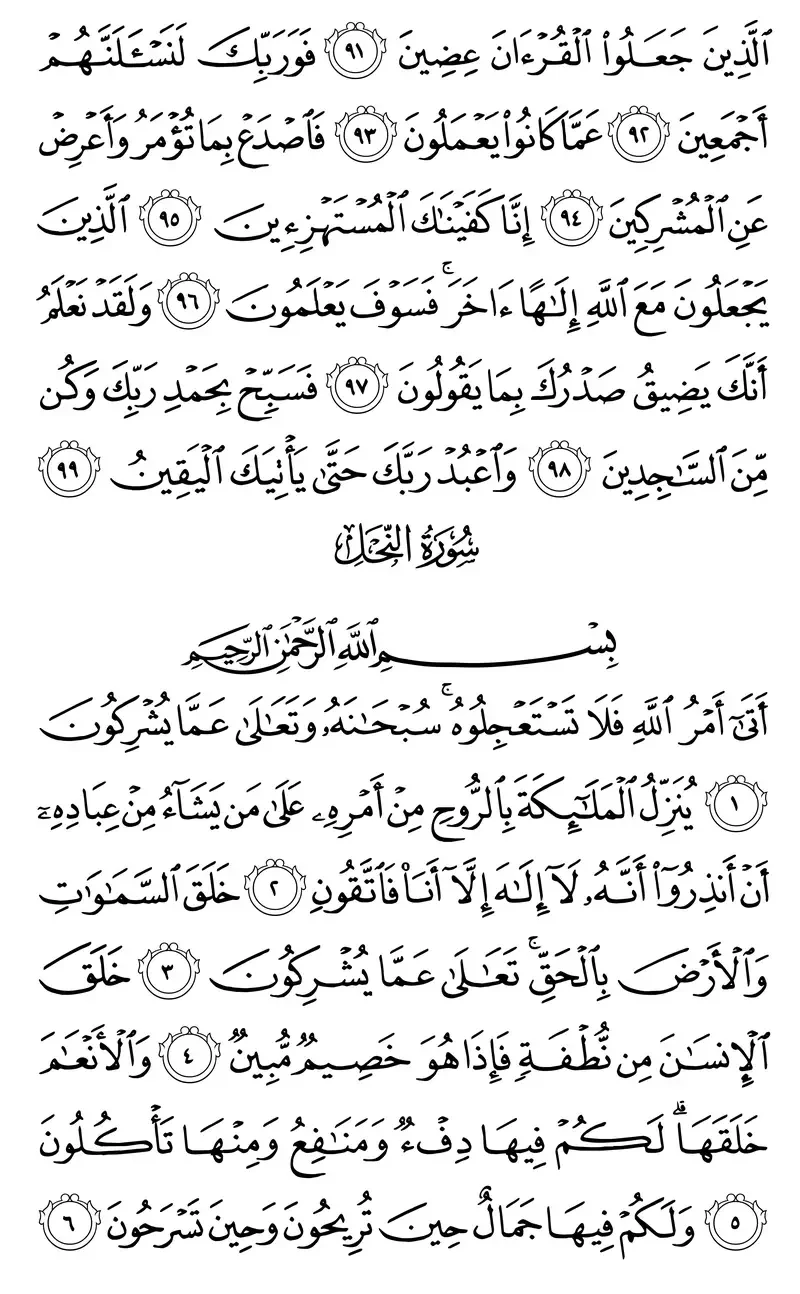 ٱلَّذِينَ جَعَلُوا۟ ٱلْقُرْءَانَ عِضِينَ ٩١ فَوَرَبِّكَ لَنَسْـَٔلَنَّهُمْ
أَجْمَعِينَ ٩٢ عَمَّا كَانُوا۟ يَعْمَلُونَ ٩٣ فَٱصْدَعْ بِمَا تُؤْمَرُ وَأَعْرِضْ
عَنِ ٱلْمُشْرِكِينَ ٩٤ إِنَّا كَفَيْنَـٰكَ ٱلْمُسْتَهْزِءِينَ ٩٥ ٱلَّذِينَ
يَجْعَلُونَ مَعَ ٱللَّهِ إِلَـٰهًا ءَاخَرَ ۚ فَسَوْفَ يَعْلَمُونَ ٩٦ وَلَقَدْ نَعْلَمُ
أَنَّكَ يَضِيقُ صَدْرُكَ بِمَا يَقُولُونَ ٩٧ فَسَبِّحْ بِحَمْدِ رَبِّكَ وَكُن
مِّنَ ٱلسَّـٰجِدِينَ ٩٨ وَٱعْبُدْ رَبَّكَ حَتَّىٰ يَأْتِيَكَ ٱلْيَقِينُ ٩٩
سُورَةُ النَّحْلِ
بِسْمِ ٱللَّهِ ٱلرَّحْمَـٰنِ ٱلرَّحِيمِ
أَتَىٰٓ أَمْرُ ٱللَّهِ فَلَا تَسْتَعْجِلُوهُ ۚ سُبْحَـٰنَهُۥ وَتَعَـٰلَىٰ عَمَّا يُشْرِكُونَ
١ يُنَزِّلُ ٱلْمَلَـٰٓئِكَةَ بِٱلرُّوحِ مِنْ أَمْرِهِۦ عَلَىٰ مَن يَشَآءُ مِنْ عِبَادِهِۦٓ
أَنْ أَنذِرُوٓا۟ أَنَّهُۥ لَآ إِلَـٰهَ إِلَّآ أَنَا۠ فَٱتَّقُونِ ٢ خَلَقَ ٱلسَّمَـٰوَٰتِ
وَٱلْأَرْضَ بِٱلْحَقِّ ۚ تَعَـٰلَىٰ عَمَّا يُشْرِكُونَ ٣ خَلَقَ
ٱلْإِنسَـٰنَ مِن نُّطْفَةٍ فَإِذَا هُوَ خَصِيمٌ مُّبِينٌ ٤ وَٱلْأَنْعَـٰمَ
خَلَقَهَا ۗ لَكُمْ فِيهَا دِفْءٌ وَمَنَـٰفِعُ وَمِنْهَا تَأْكُلُونَ
٥ وَلَكُمْ فِيهَا جَمَالٌ حِينَ تُرِيحُونَ وَحِينَ تَسْرَحُونَ ٦